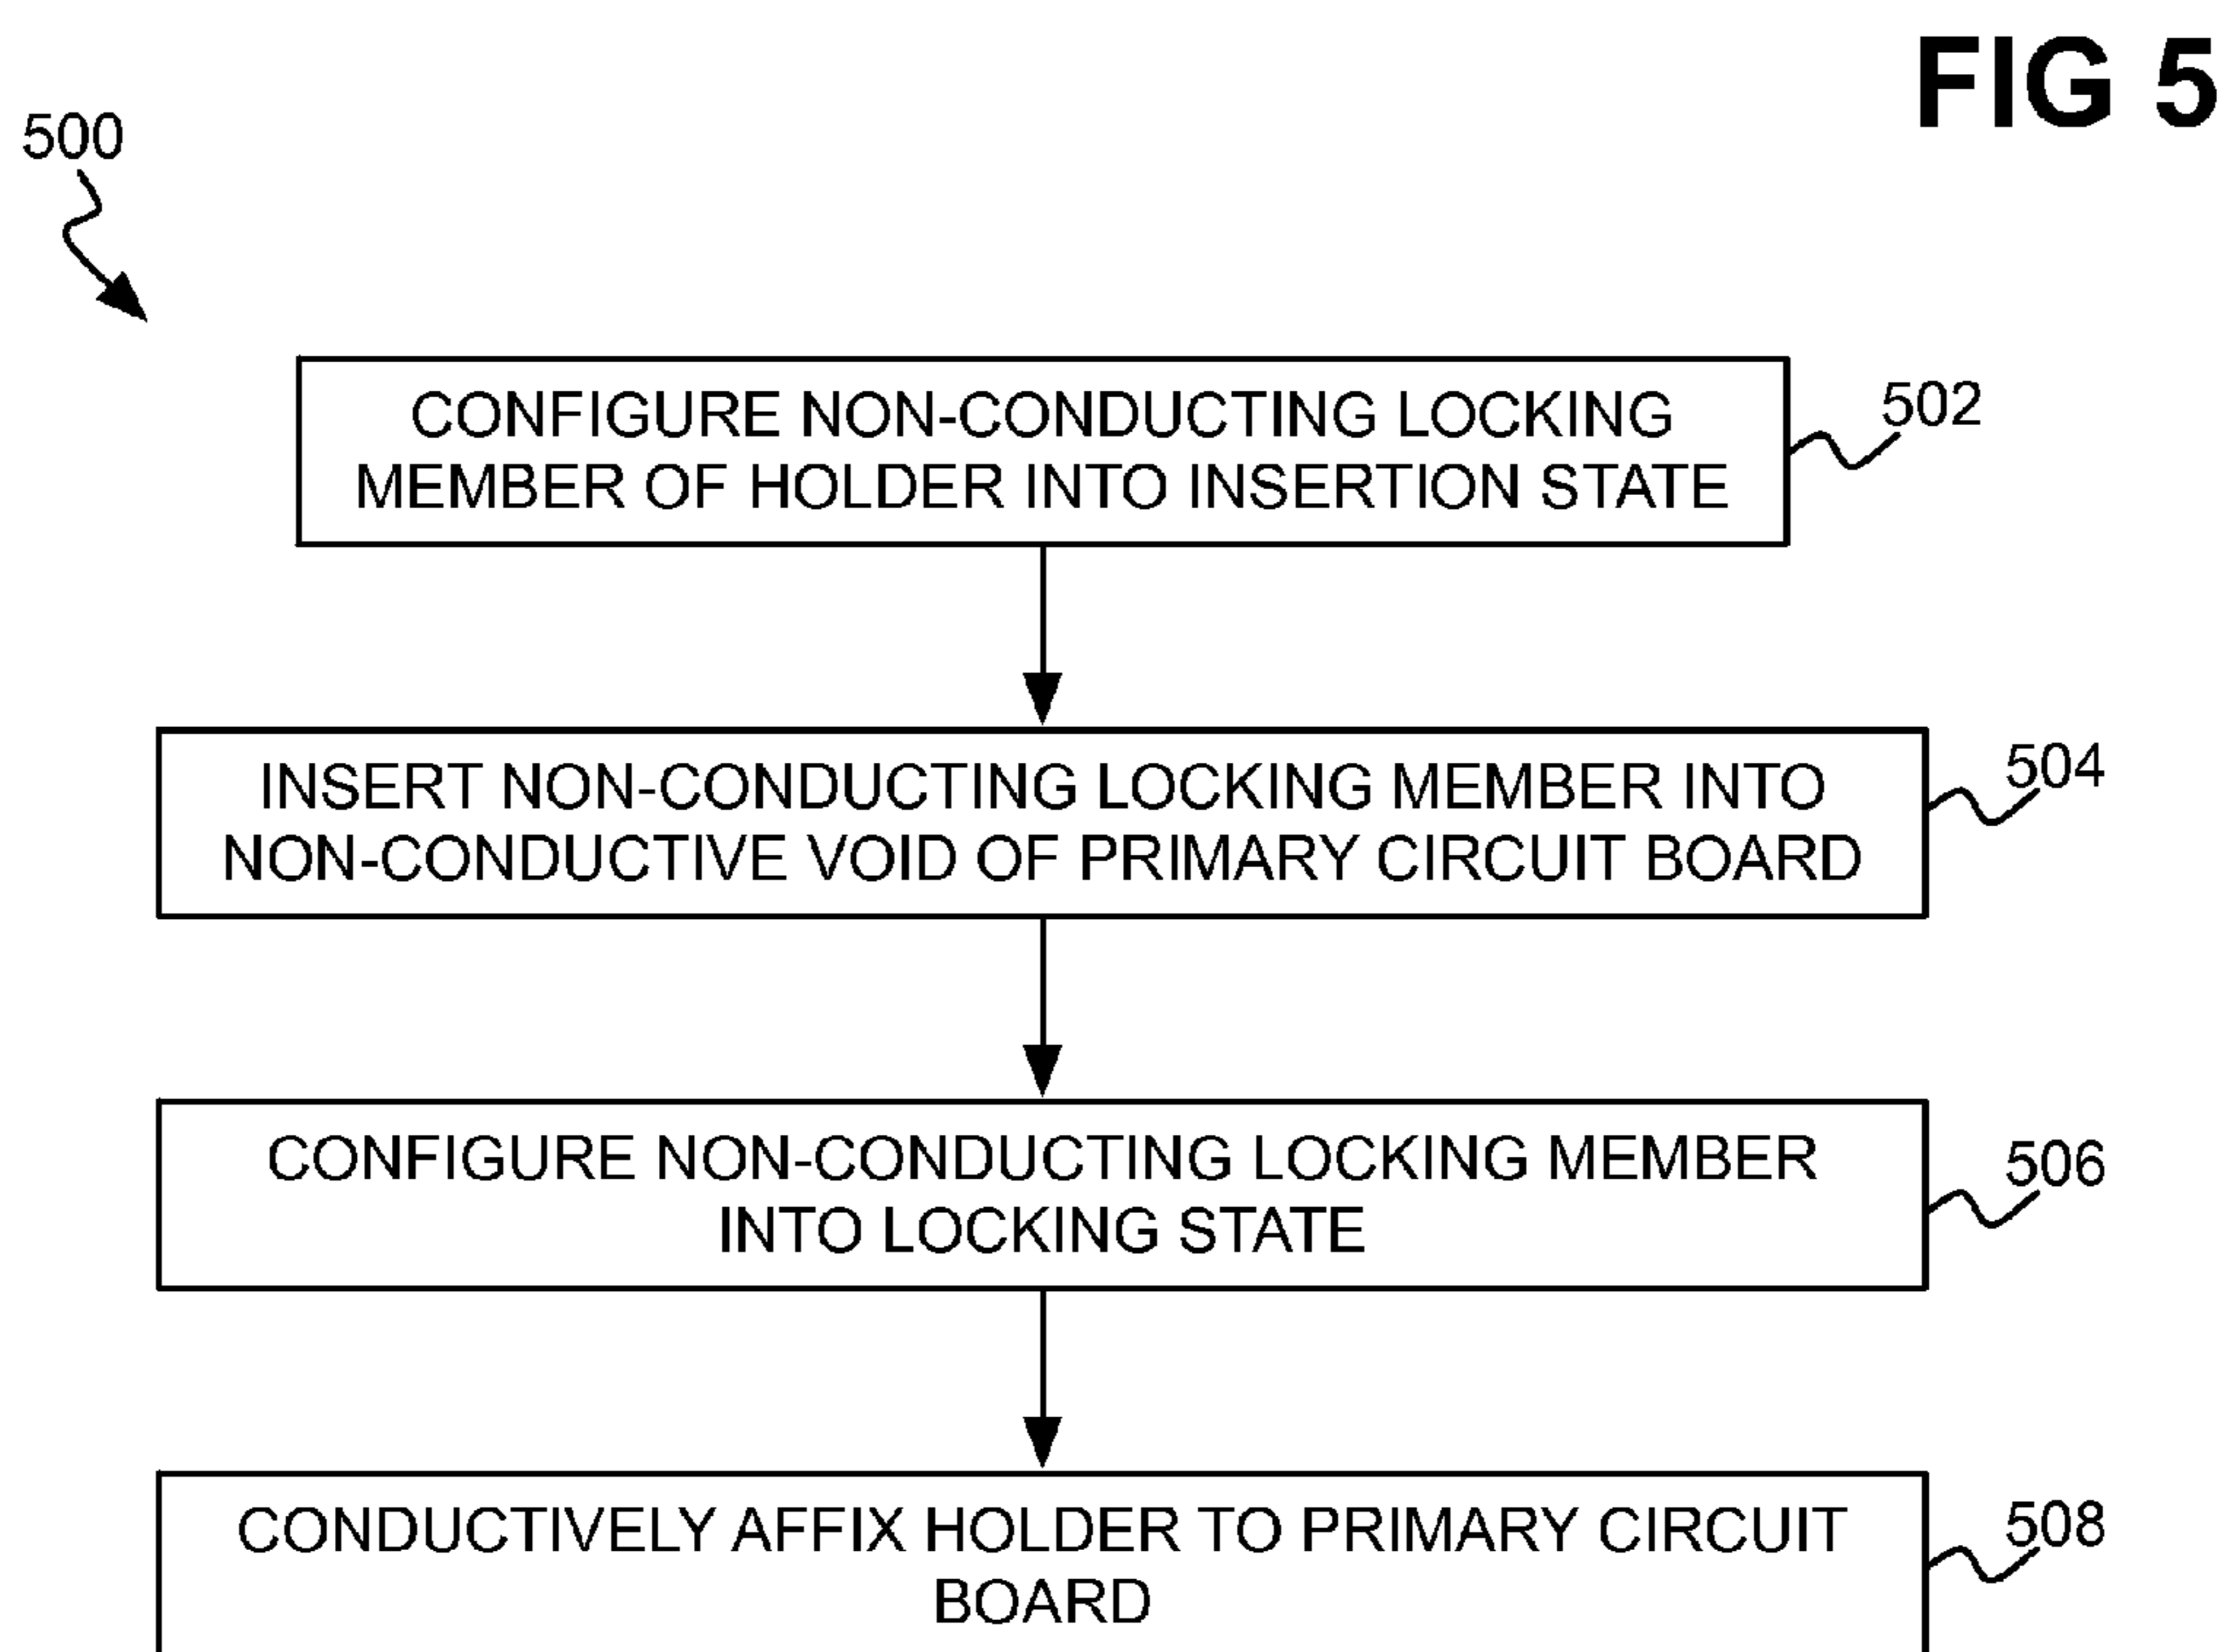 FIG 5
500
CONFIGURE NON-CONDUCTING LOCKING
MEMBER OF HOLDER INTO INSERTION STATE
502
INSERT NON-CONDUCTING LOCKING MEMBER INTO
NON-CONDUCTIVE VOID OF PRIMARY CIRCUIT BOARD
504
CONFIGURE NON-CONDUCTING LOCKING MEMBER
INTO LOCKING STATE
506
CONDUCTIVELY AFFIX HOLDER TO PRIMARY CIRCUIT
BOARD
508